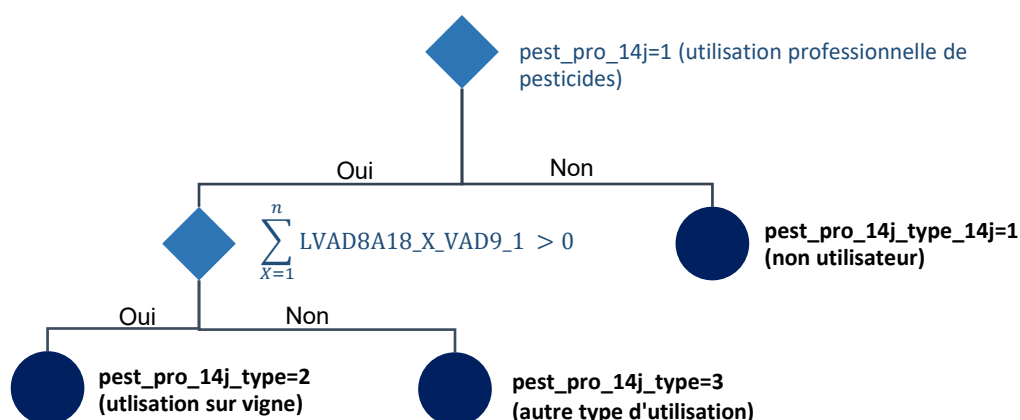 pest_pro_14j=1 (utilisation professionnelle de
pesticides)
Oui
Non
n
∑ LVAD8A18_X_VAD9_1 > 0
X=1
pest_pro_14j_type_14j=1
(non utilisateur)
Oui
Non
pest_pro_14j_type=2
(utlisation sur vigne)
pest_pro_14j_type=3
(autre type d'utilisation)